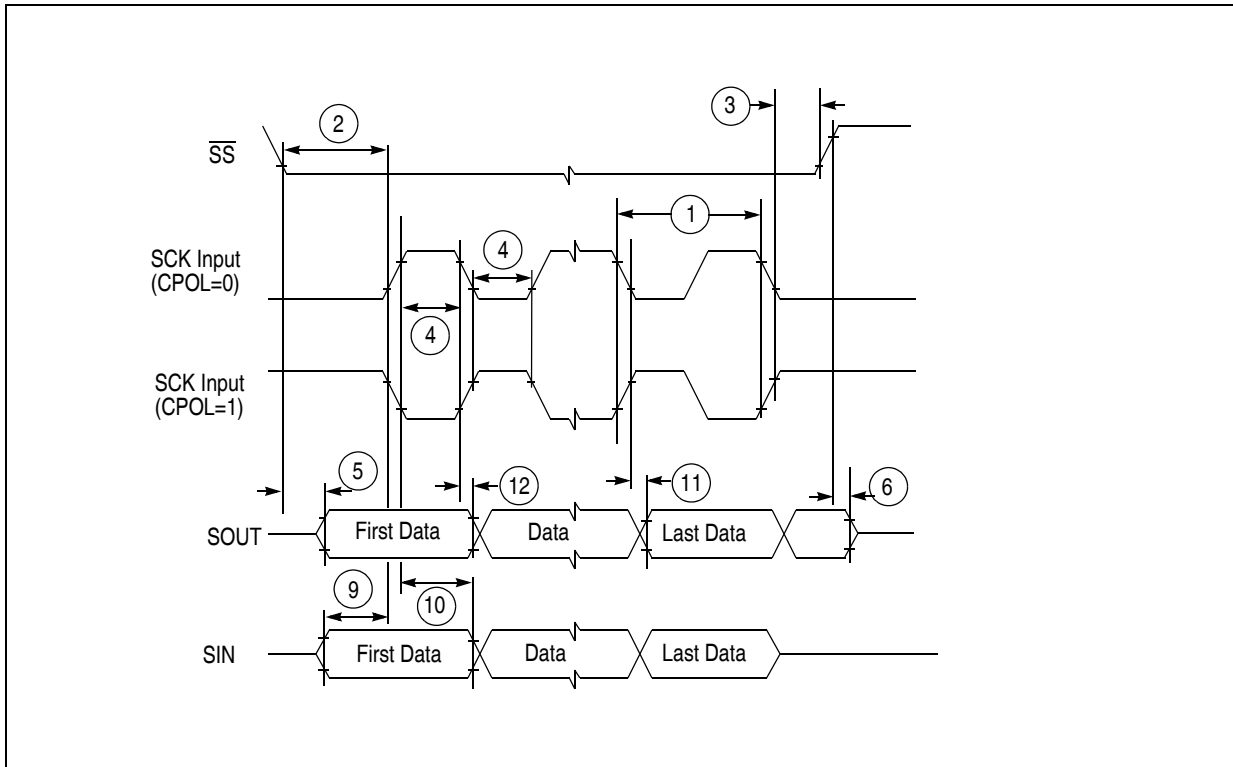 3
2
SS
1
SCK Input
(CPOL=0)
4
4
SCK Input
(CPOL=1)
5
12
11
6
SOUT
First Data
Data
Last Data
9
10
SIN
First Data
Data
Last Data